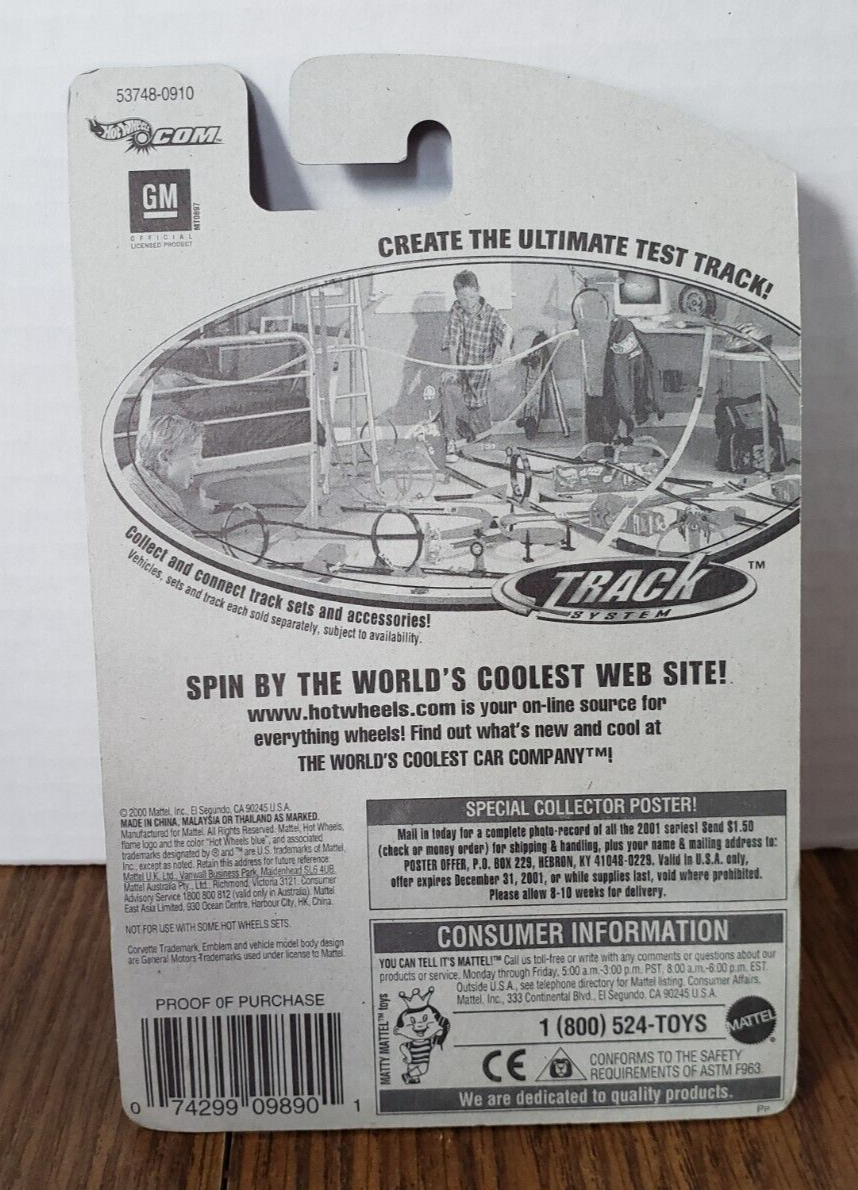 53748-0910
Hot Wheels
.COM™
GM
OFFICIAL
LICENSED PRODUCT
MT0897
CREATE THE ULTIMATE TEST TRACK!
Collect and connect track sets and accessories!
Vehicles, sets and track each sold separately, subject to availability.
TRACK™
SYSTEM
SPIN BY THE WORLD'S COOLEST WEB SITE!
www.hotwheels.com is your on-line source for
everything wheels! Find out what's new and cool at
THE WORLD'S COOLEST CAR COMPANY™!
© 2000 Mattel, Inc., El Segundo, CA 90245 U.S.A.
MADE IN CHINA, MALAYSIA OR THAILAND AS MARKED.
Manufactured for Mattel. All Rights Reserved. Mattel, Hot Wheels,
flame logo and the color "Hot Wheels blue", and associated
trademarks designated by ® and ™ are U.S. trademarks of Mattel,
Inc., except as noted. Retain this address for future reference:
Mattel U.K. Ltd., Vanwall Business Park, Maidenhead SL6 4UB.
Mattel Australia Pty., Ltd., Richmond, Victoria 3121. Consumer
Advisory Service 1800 800 812 (valid only in Australia). Mattel
East Asia Limited, 930 Ocean Centre, Harbour City, HK, China.
NOT FOR USE WITH SOME HOT WHEELS SETS.
Corvette Trademark, Emblem and vehicle model body design
are General Motors Trademarks used under license to Mattel.
PROOF OF PURCHASE
0 74299 09890 1
SPECIAL COLLECTOR POSTER!
Mail in today for a complete photo-record of all the 2001 series! Send $1.50
(check or money order) for shipping & handling, plus your name & mailing address to:
POSTER OFFER, P.O. BOX 229, HEBRON, KY 41048-0229. Valid in U.S.A. only,
offer expires December 31, 2001, or while supplies last, void where prohibited.
Please allow 8-10 weeks for delivery.
CONSUMER INFORMATION
YOU CAN TELL IT'S MATTEL!™ Call us toll-free or write with any comments or questions about our
products or service. Monday through Friday, 5:00 a.m.-3:00 p.m. PST, 8:00 a.m.-6:00 p.m. EST.
Outside U.S.A., see telephone directory for Mattel listing. Consumer Affairs,
Mattel, Inc., 333 Continental Blvd., El Segundo, CA 90245 U.S.A.
MATTY MATTEL™ toys
1 (800) 524-TOYS
MATTEL®
CE
CONFORMS TO THE SAFETY
REQUIREMENTS OF ASTM F963.
We are dedicated to quality products.
PP